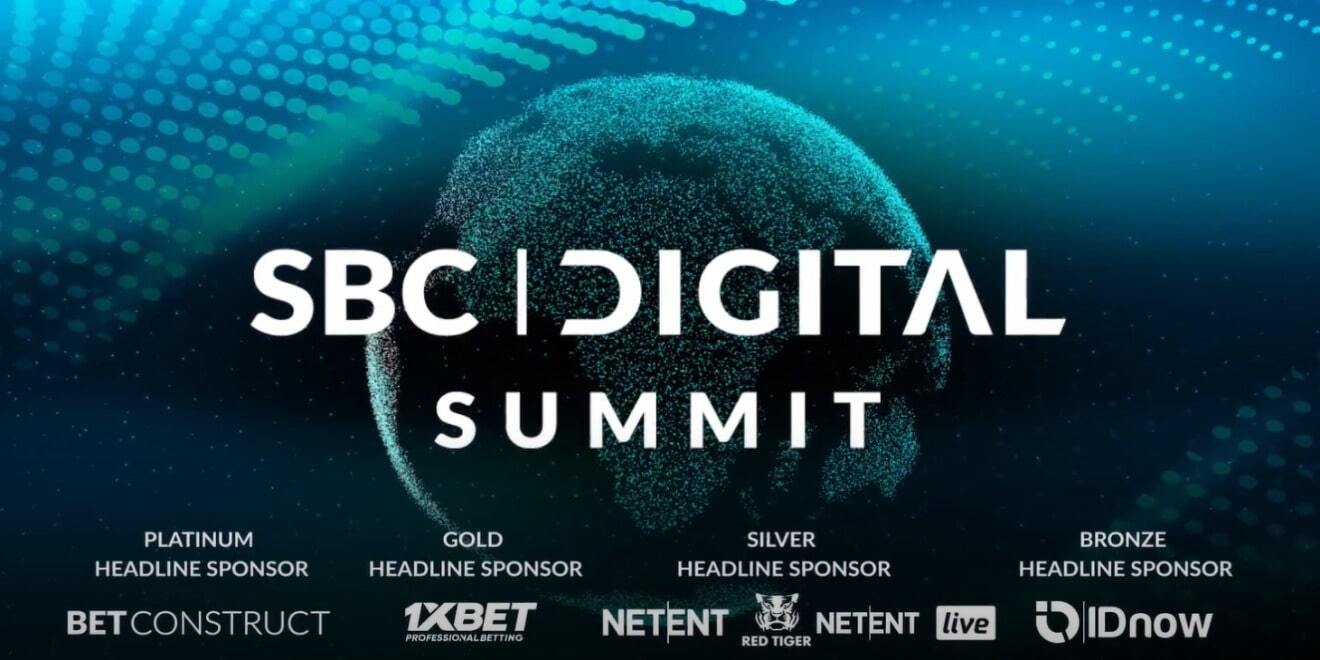 SBC | DIGITAL
SUMMIT
PLATINUM
HEADLINE SPONSOR
BETCONSTRUCT
GOLD
HEADLINE SPONSOR
1XBET
PROFESSIONAL BETTING
SILVER
HEADLINE SPONSOR
NETENT RED TIGER NETENT live
BRONZE
HEADLINE SPONSOR
IDnow